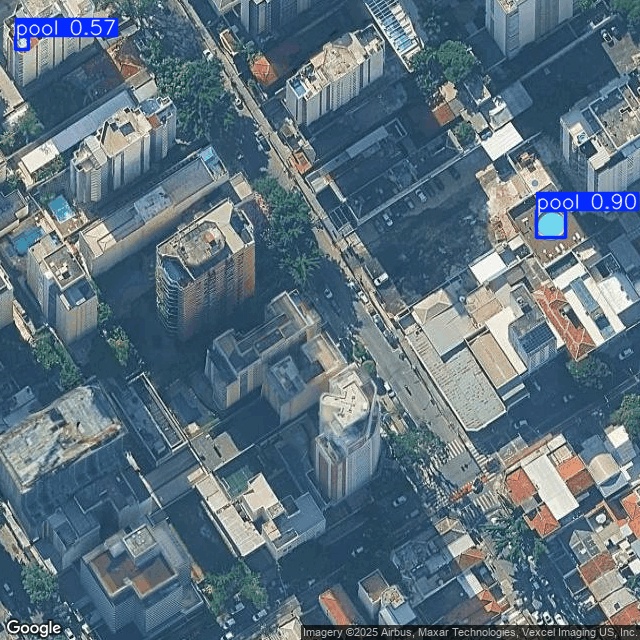 pool 0.57
pool 0.90
Google
Imagery ©2025 Airbus, Maxar Technologies, Vexcel Imaging US, Inc